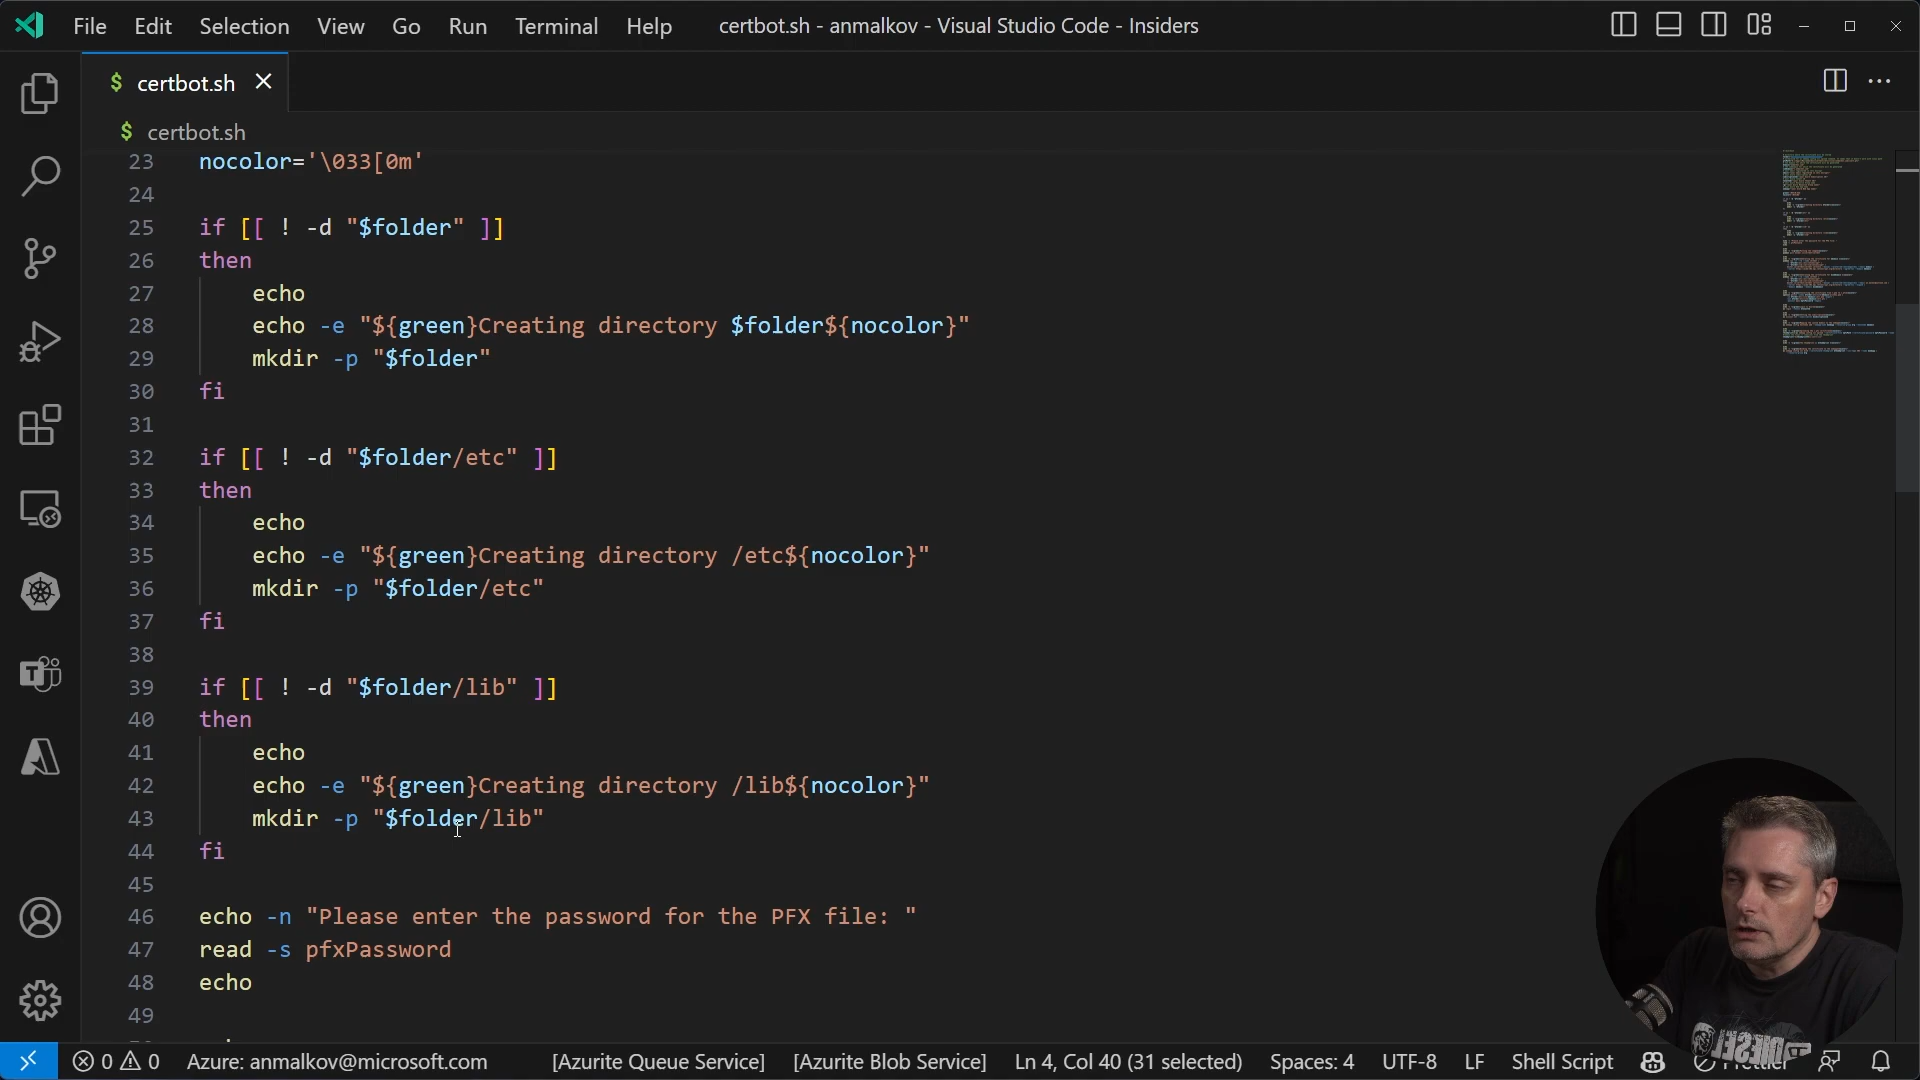 File Edit Selection View Go Run Terminal Help certbot.sh - anmalkov - Visual Studio Code - Insiders
$ certbot.sh
$ certbot.sh
23 nocolor='\033[0m'
24
25 if [[ ! -d "$folder" ]]
26 then
27 echo
28 echo -e "${green}Creating directory $folder${nocolor}"
29 mkdir -p "$folder"
30 fi
31
32 if [[ ! -d "$folder/etc" ]]
33 then
34 echo
35 echo -e "${green}Creating directory /etc${nocolor}"
36 mkdir -p "$folder/etc"
37 fi
38
39 if [[ ! -d "$folder/lib" ]]
40 then
41 echo
42 echo -e "${green}Creating directory /lib${nocolor}"
43 mkdir -p "$folder/lib"
44 fi
45
46 echo -n "Please enter the password for the PFX file: "
47 read -s pfxPassword
48 echo
49
0 0 Azure: anmalkov@microsoft.com [Azurite Queue Service] [Azurite Blob Service] Ln 4, Col 40 (31 selected) Spaces: 4 UTF-8 LF Shell Script Prettier
DIESEL